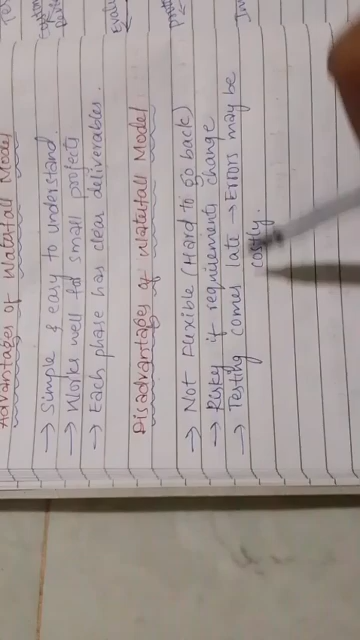 Advantages of Waterfall Model
→ Simple & easy to understand.
→ Works well for small projects
→ Each phase has clear deliverables.
Disadvantages of Waterfall Model
→ Not Flexible (Hard to go back)
→ Risky if requirements change
→ Testing comes late → Errors may be
costly.